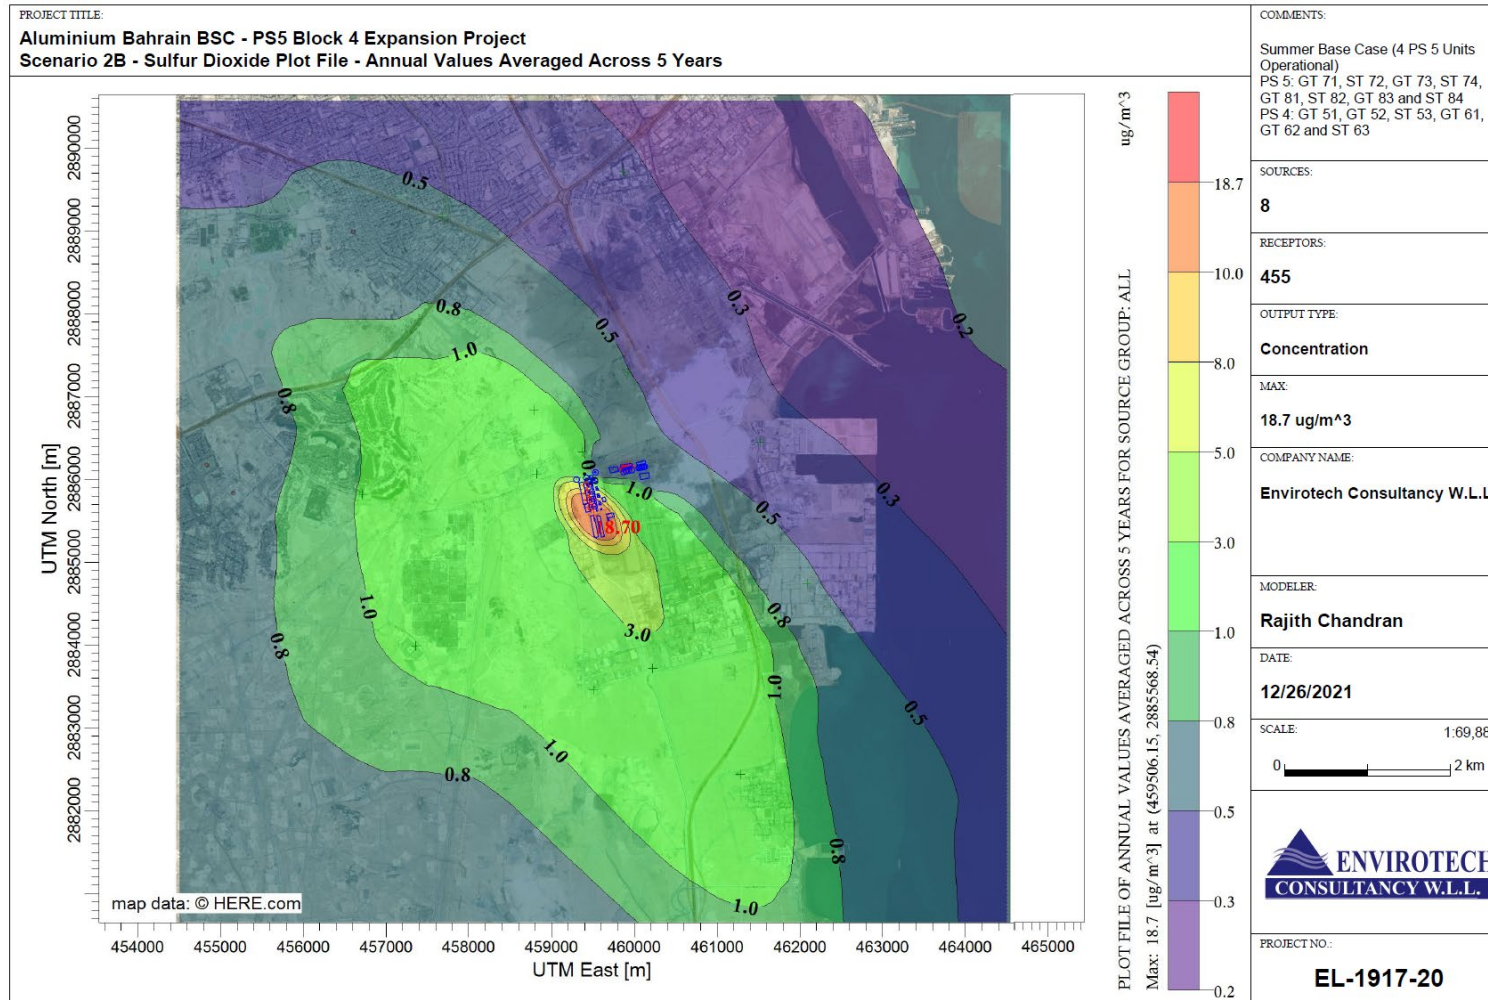 PROJECT TITLE:
Aluminium Bahrain BSC - PS5 Block 4 Expansion Project
Scenario 2B - Sulfur Dioxide Plot File - Annual Values Averaged Across 5 Years
UTM North [m]
2890000
2889000
2888000
2887000
2886000
2885000
2884000
2883000
2882000
0.5
0.8
1.0
0.5
0.3
0.2
0.8
1.0
0.3
0.5
18.70
1.0
0.8
3.0
0.8
1.0
0.5
1.0
0.8
0.8
1.0
map data: © HERE.com
454000 455000 456000 457000 458000 459000 460000 461000 462000 463000 464000 465000
UTM East [m]
PLOT FILE OF ANNUAL VALUES AVERAGED ACROSS 5 YEARS FOR SOURCE GROUP: ALL
ug/m^3
Max: 18.7 [ug/m^3] at (459506.15, 2885568.54)
18.7
10.0
8.0
5.0
3.0
1.0
0.8
0.5
0.3
0.2
COMMENTS:
Summer Base Case (4 PS 5 Units
Operational)
PS 5: GT 71, ST 72, GT 73, ST 74,
GT 81, ST 82, GT 83 and ST 84
PS 4: GT 51, GT 52, ST 53, GT 61,
GT 62 and ST 63
SOURCES:
8
RECEPTORS:
455
OUTPUT TYPE:
Concentration
MAX:
18.7 ug/m^3
COMPANY NAME:
Envirotech Consultancy W.L.L
MODELER:
Rajith Chandran
DATE:
12/26/2021
SCALE:
1:69,88
0 2 km
ENVIROTECH
CONSULTANCY W.L.L.
PROJECT NO.:
EL-1917-20